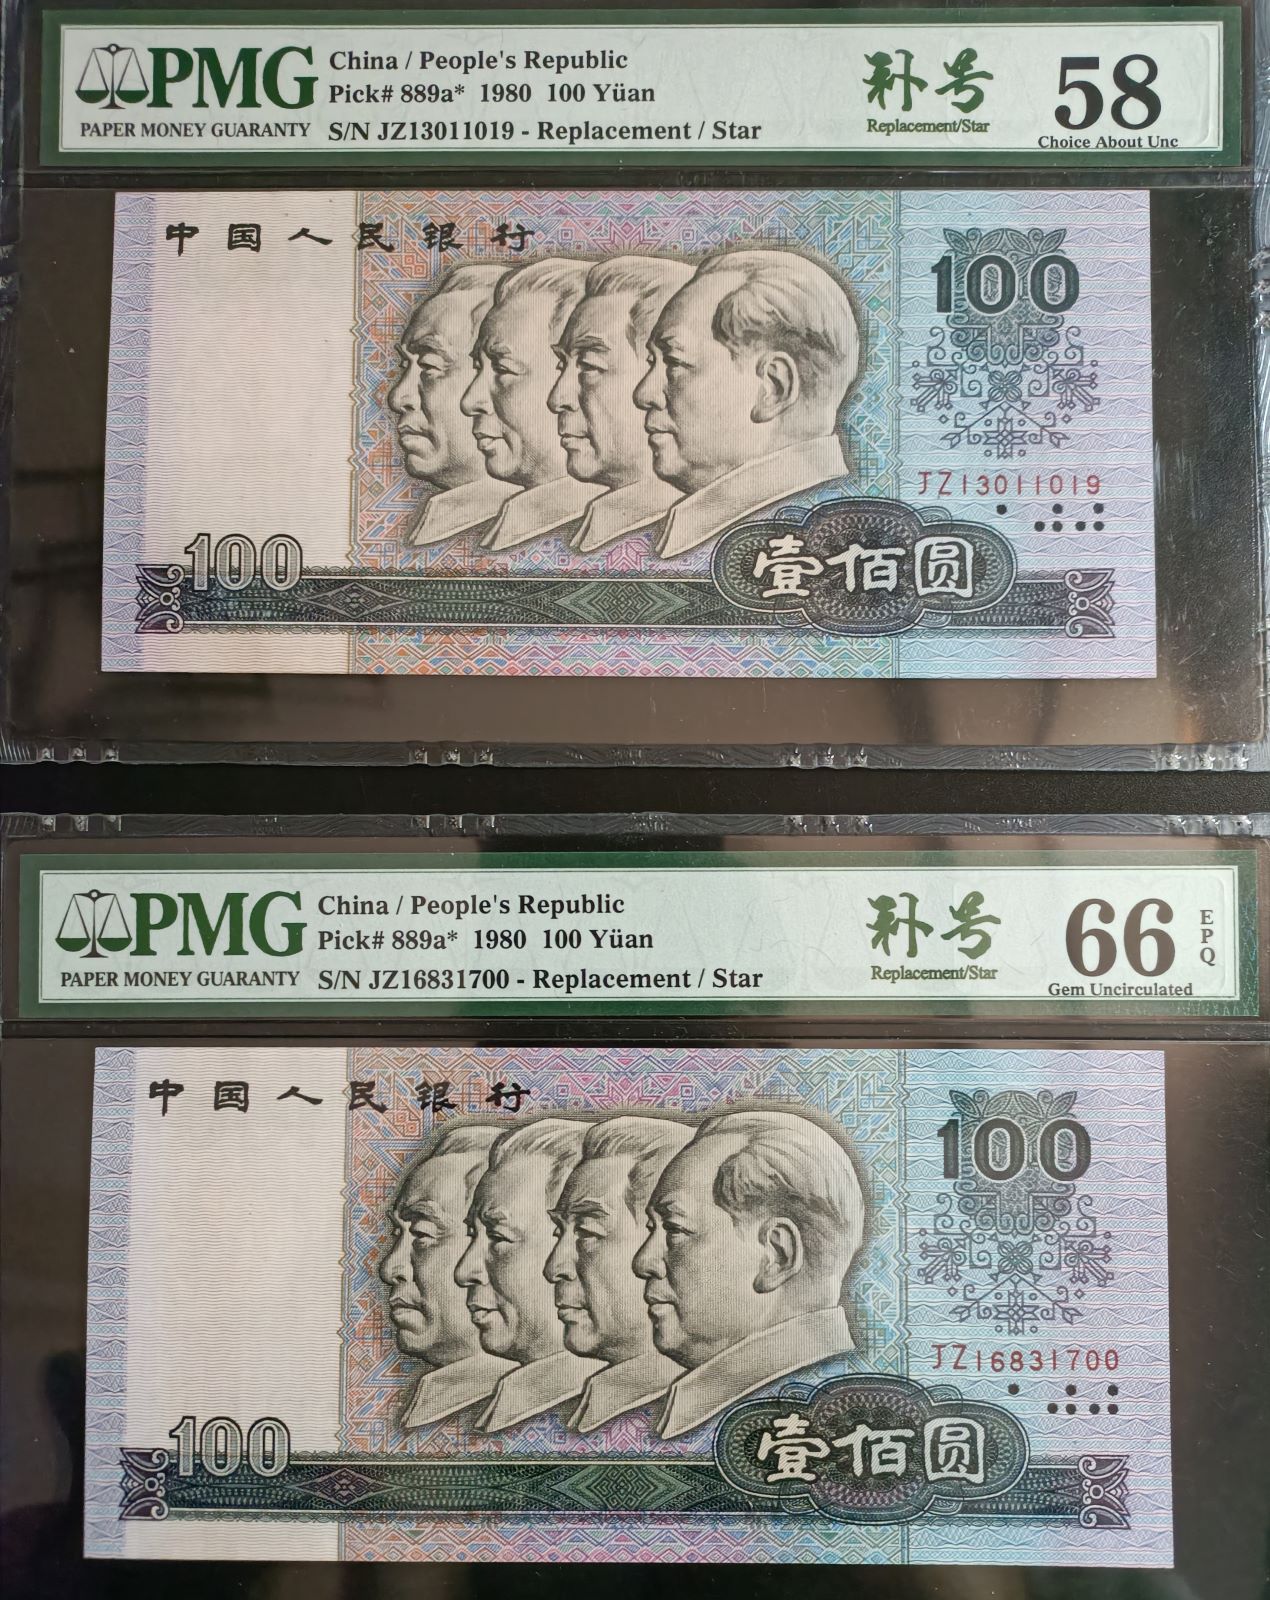 PMG
PAPER MONEY GUARANTY
China / People's Republic
Pick# 889a* 1980 100 Yüan
S/N JZ13011019 - Replacement / Star
补号
Replacement/Star
58
Choice About Unc
中国人民银行
100
JZ13011019
100
壹佰圆
PMG
PAPER MONEY GUARANTY
China / People's Republic
Pick# 889a* 1980 100 Yüan
S/N JZ16831700 - Replacement / Star
补号
Replacement/Star
66
EPQ
Gem Uncirculated
中国人民银行
100
JZ16831700
100
壹佰圆